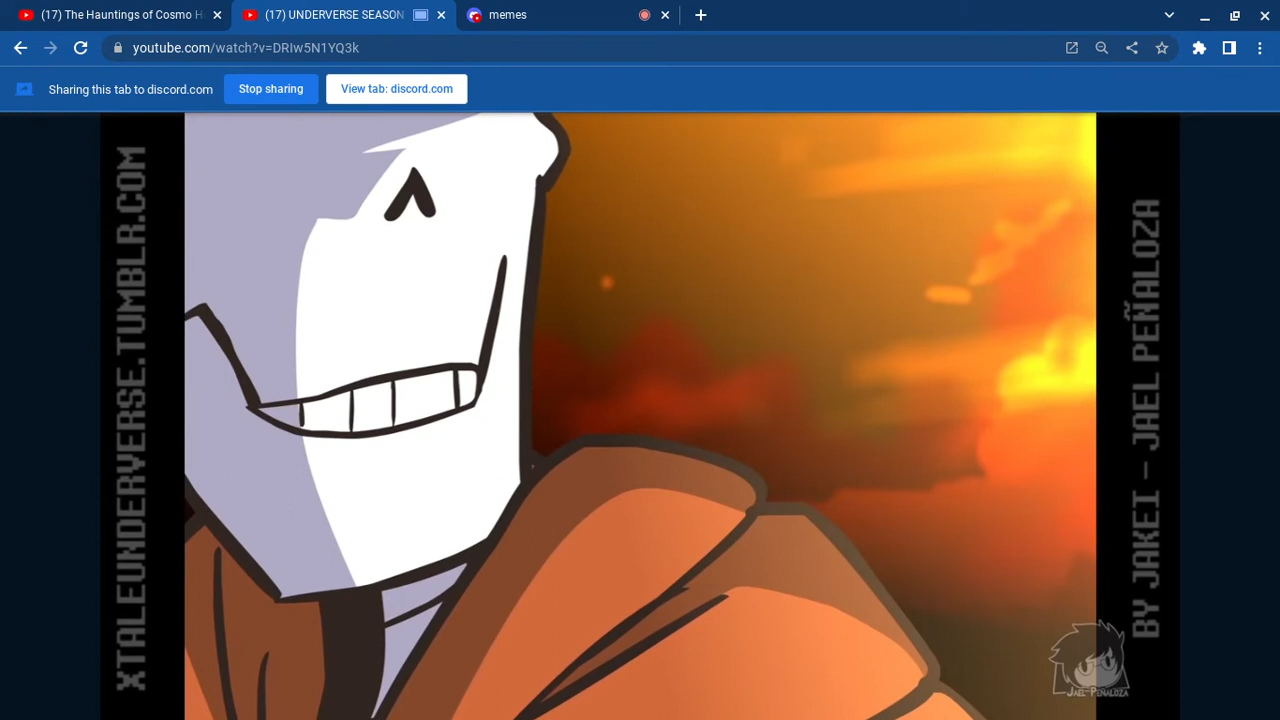 (17) The Hauntings of Cosmo H
(17) UNDERVERSE SEASON
memes
youtube.com/watch?v=DRIw5N1YQ3k
Sharing this tab to discord.com
Stop sharing
View tab: discord.com
XTALEUNDERVERSE.TUMBLR.COM
BY JAKEI - JAEL PEÑALOZA
JAEL-PEÑALOZA